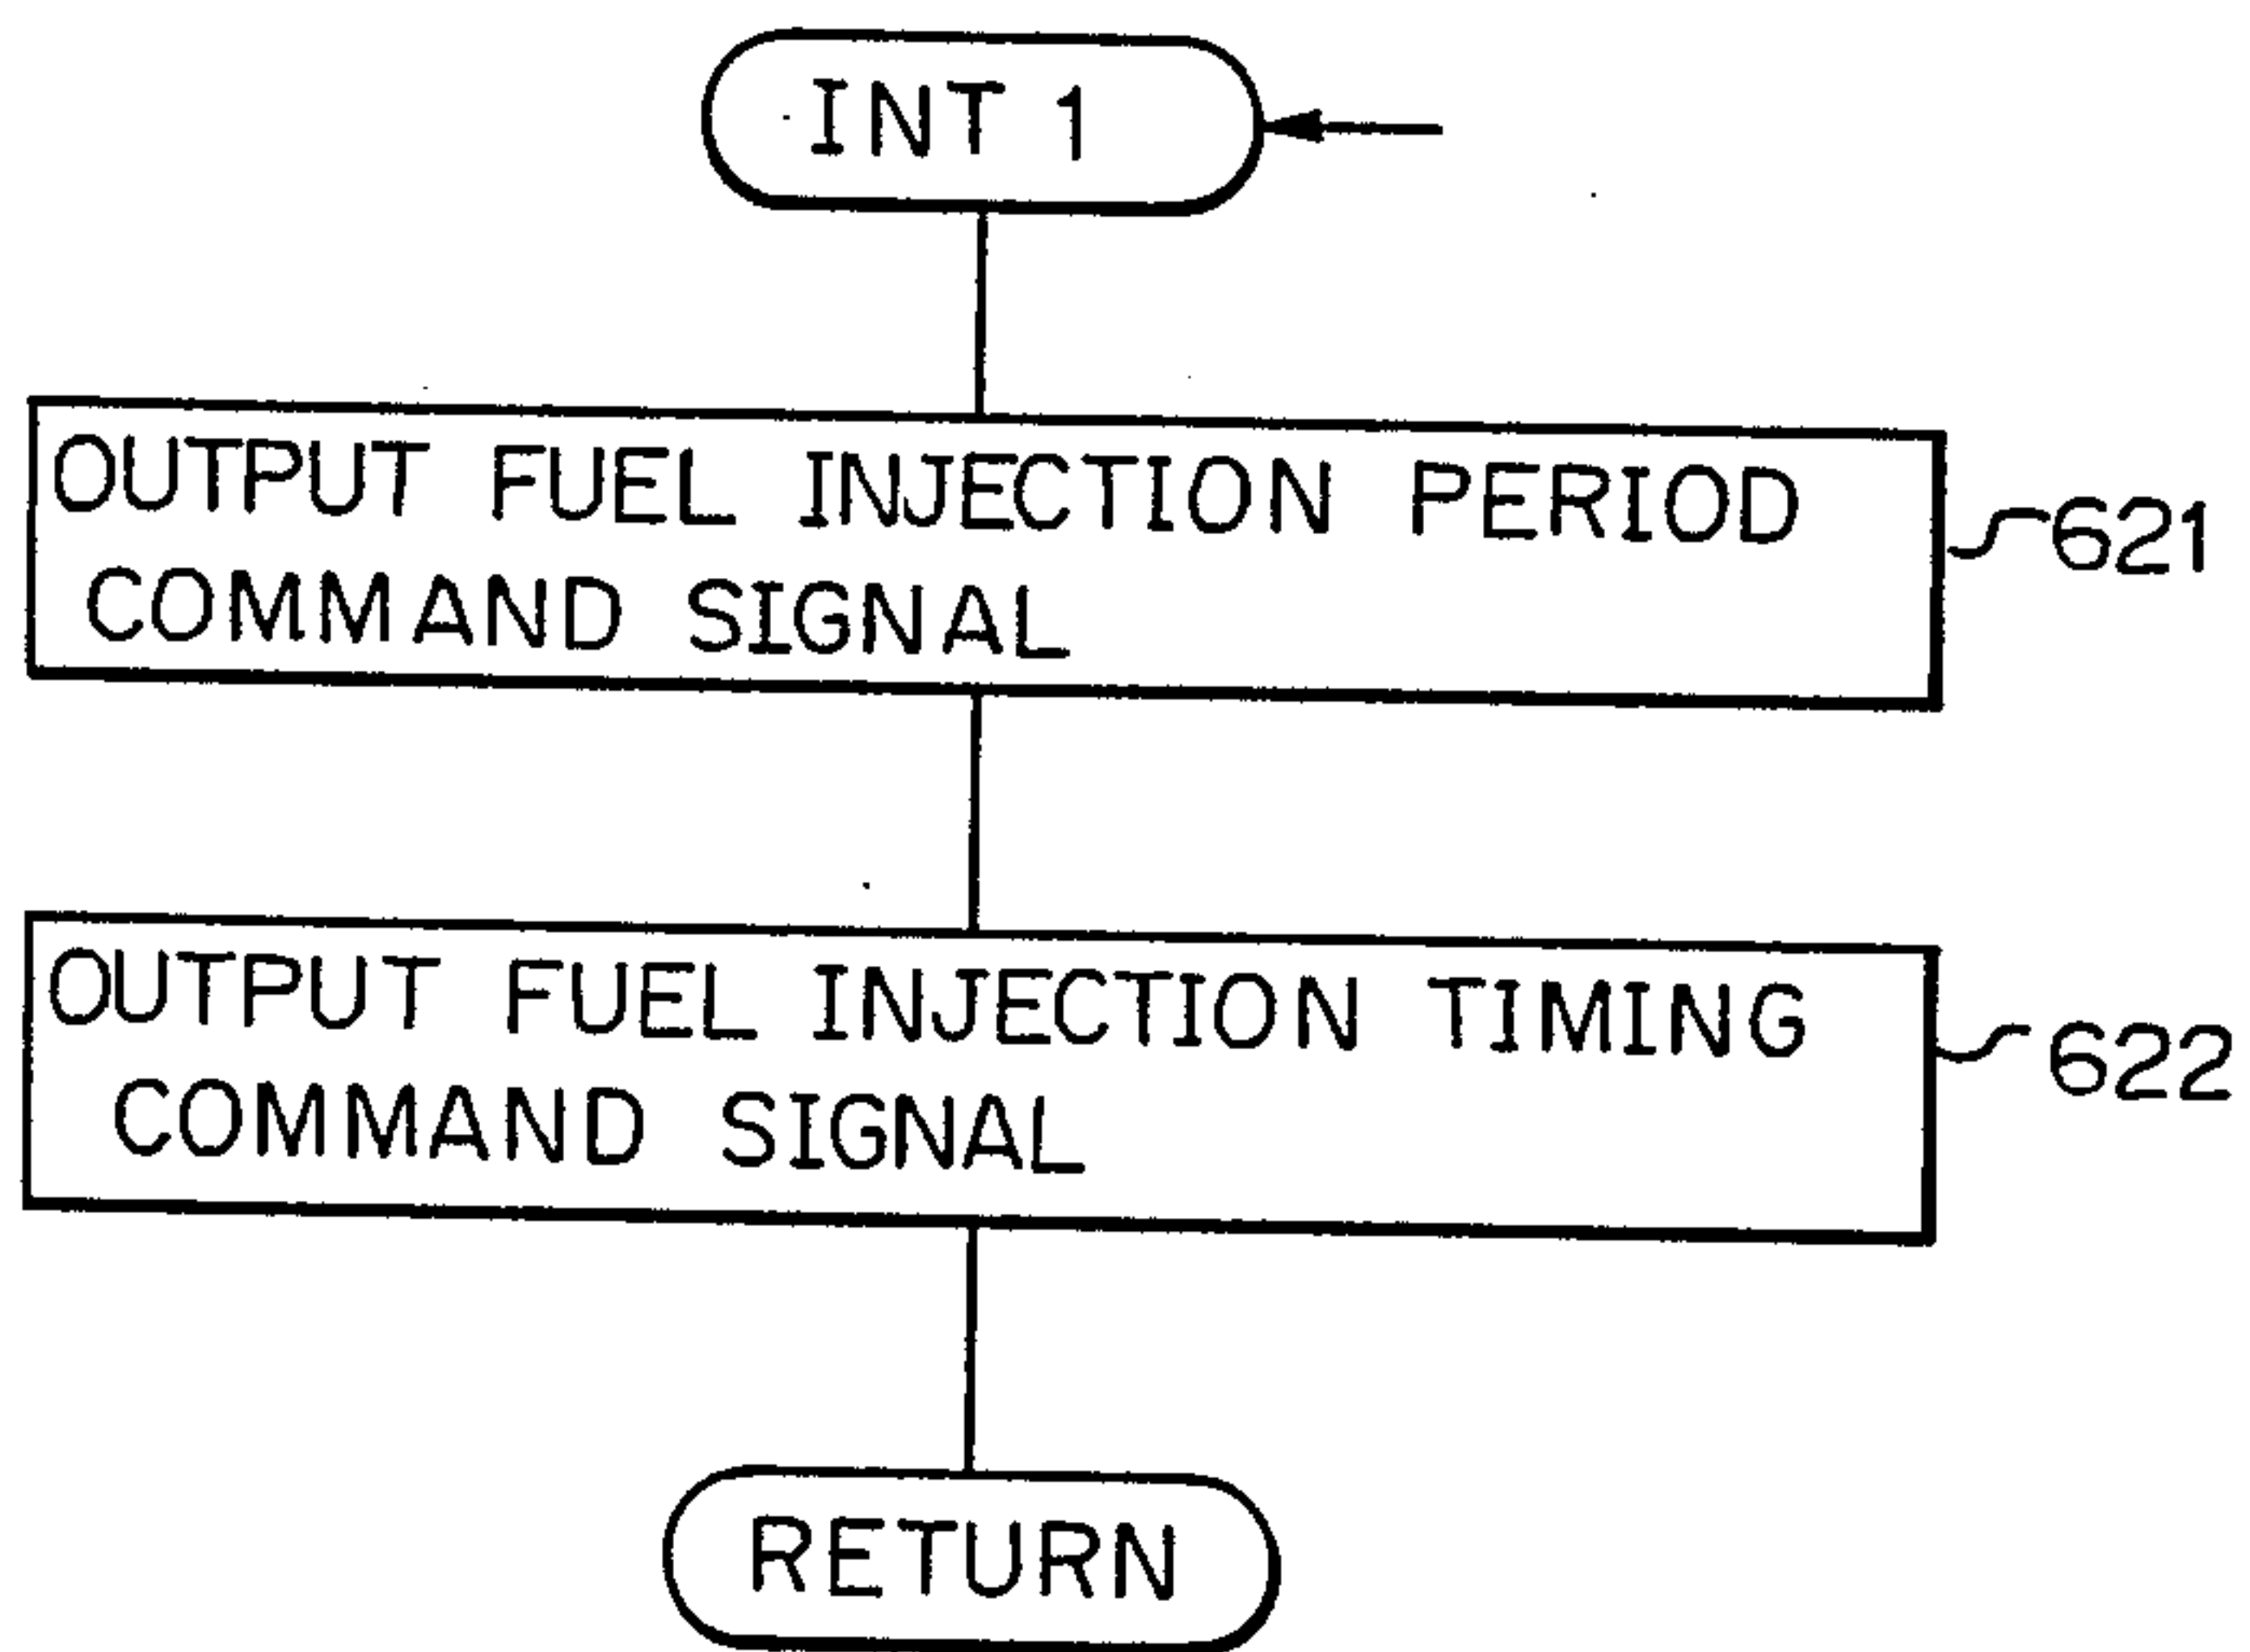 INT 1
OUTPUT FUEL INJECTION PERIOD
COMMAND SIGNAL
621
OUTPUT FUEL INJECTION TIMING
COMMAND SIGNAL
622
RETURN